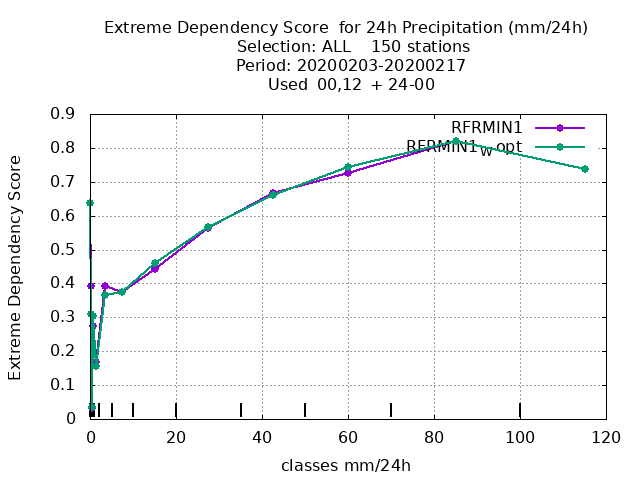 Extreme Dependency Score  for 24h Precipitation (mm/24h)
Selection: ALL    150 stations
Period: 20200203-20200217
Used  00,12  + 24-00
Extreme Dependency Score
0.9
0.8
0.7
0.6
0.5
0.4
0.3
0.2
0.1
0
RFRMIN1
RFRMIN1_w opt
0 20 40 60 80 100 120
classes mm/24h